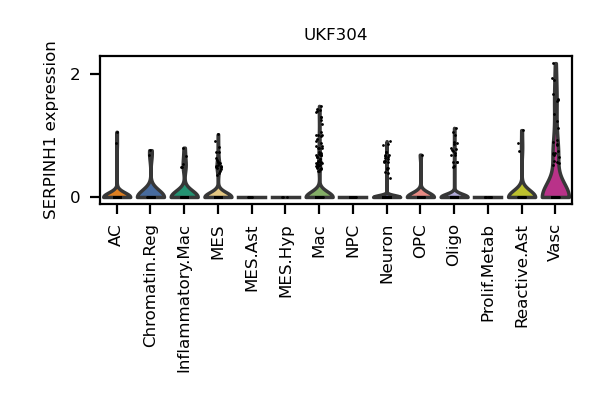 UKF304
SERPINH1 expression
2
0
AC
Chromatin.Reg
Inflammatory.Mac
MES
MES.Ast
MES.Hyp
Mac
NPC
Neuron
OPC
Oligo
Prolif.Metab
Reactive.Ast
Vasc